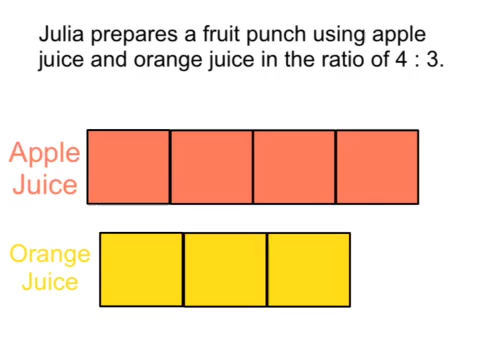 Julia prepares a fruit punch using apple
juice and orange juice in the ratio of 4 : 3.
Apple
Juice
Orange
Juice